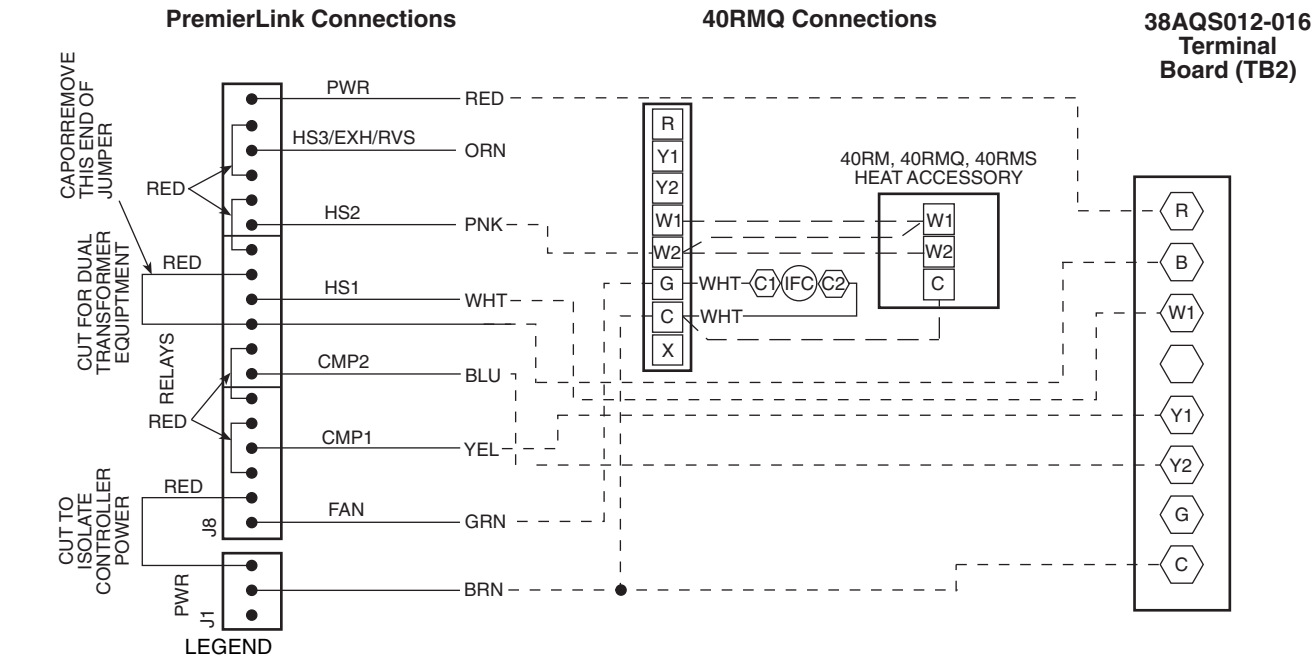 PremierLink Connections
40RMQ Connections
38AQS012-016
Terminal
Board (TB2)
CAPORREMOVE
THIS END OF
JUMPER
CUT FOR DUAL
TRANSFORMER
EQUIPTMENT
CUT TO
ISOLATE
CONTROLLER
POWER
RELAYS
RED
RED
RED
RED
J8
PWR
J1
LEGEND
PWR
RED
HS3/EXH/RVS
ORN
HS2
PNK
HS1
WHT
CMP2
BLU
CMP1
YEL
FAN
GRN
BRN
R
Y1
Y2
W1
W2
G
C
X
WHT
C1
IFC
C2
WHT
40RM, 40RMQ, 40RMS
HEAT ACCESSORY
W1
W2
C
R
B
W1
Y1
Y2
G
C